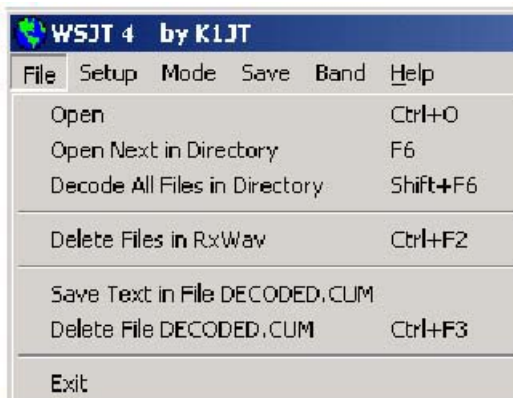 WSJT 4 by K1JT
File Setup Mode Save Band Help
Open Ctrl+O
Open Next in Directory F6
Decode All Files in Directory Shift+F6
Delete Files in RxWav Ctrl+F2
Save Text in File DECODED.CUM
Delete File DECODED.CUM Ctrl+F3
Exit